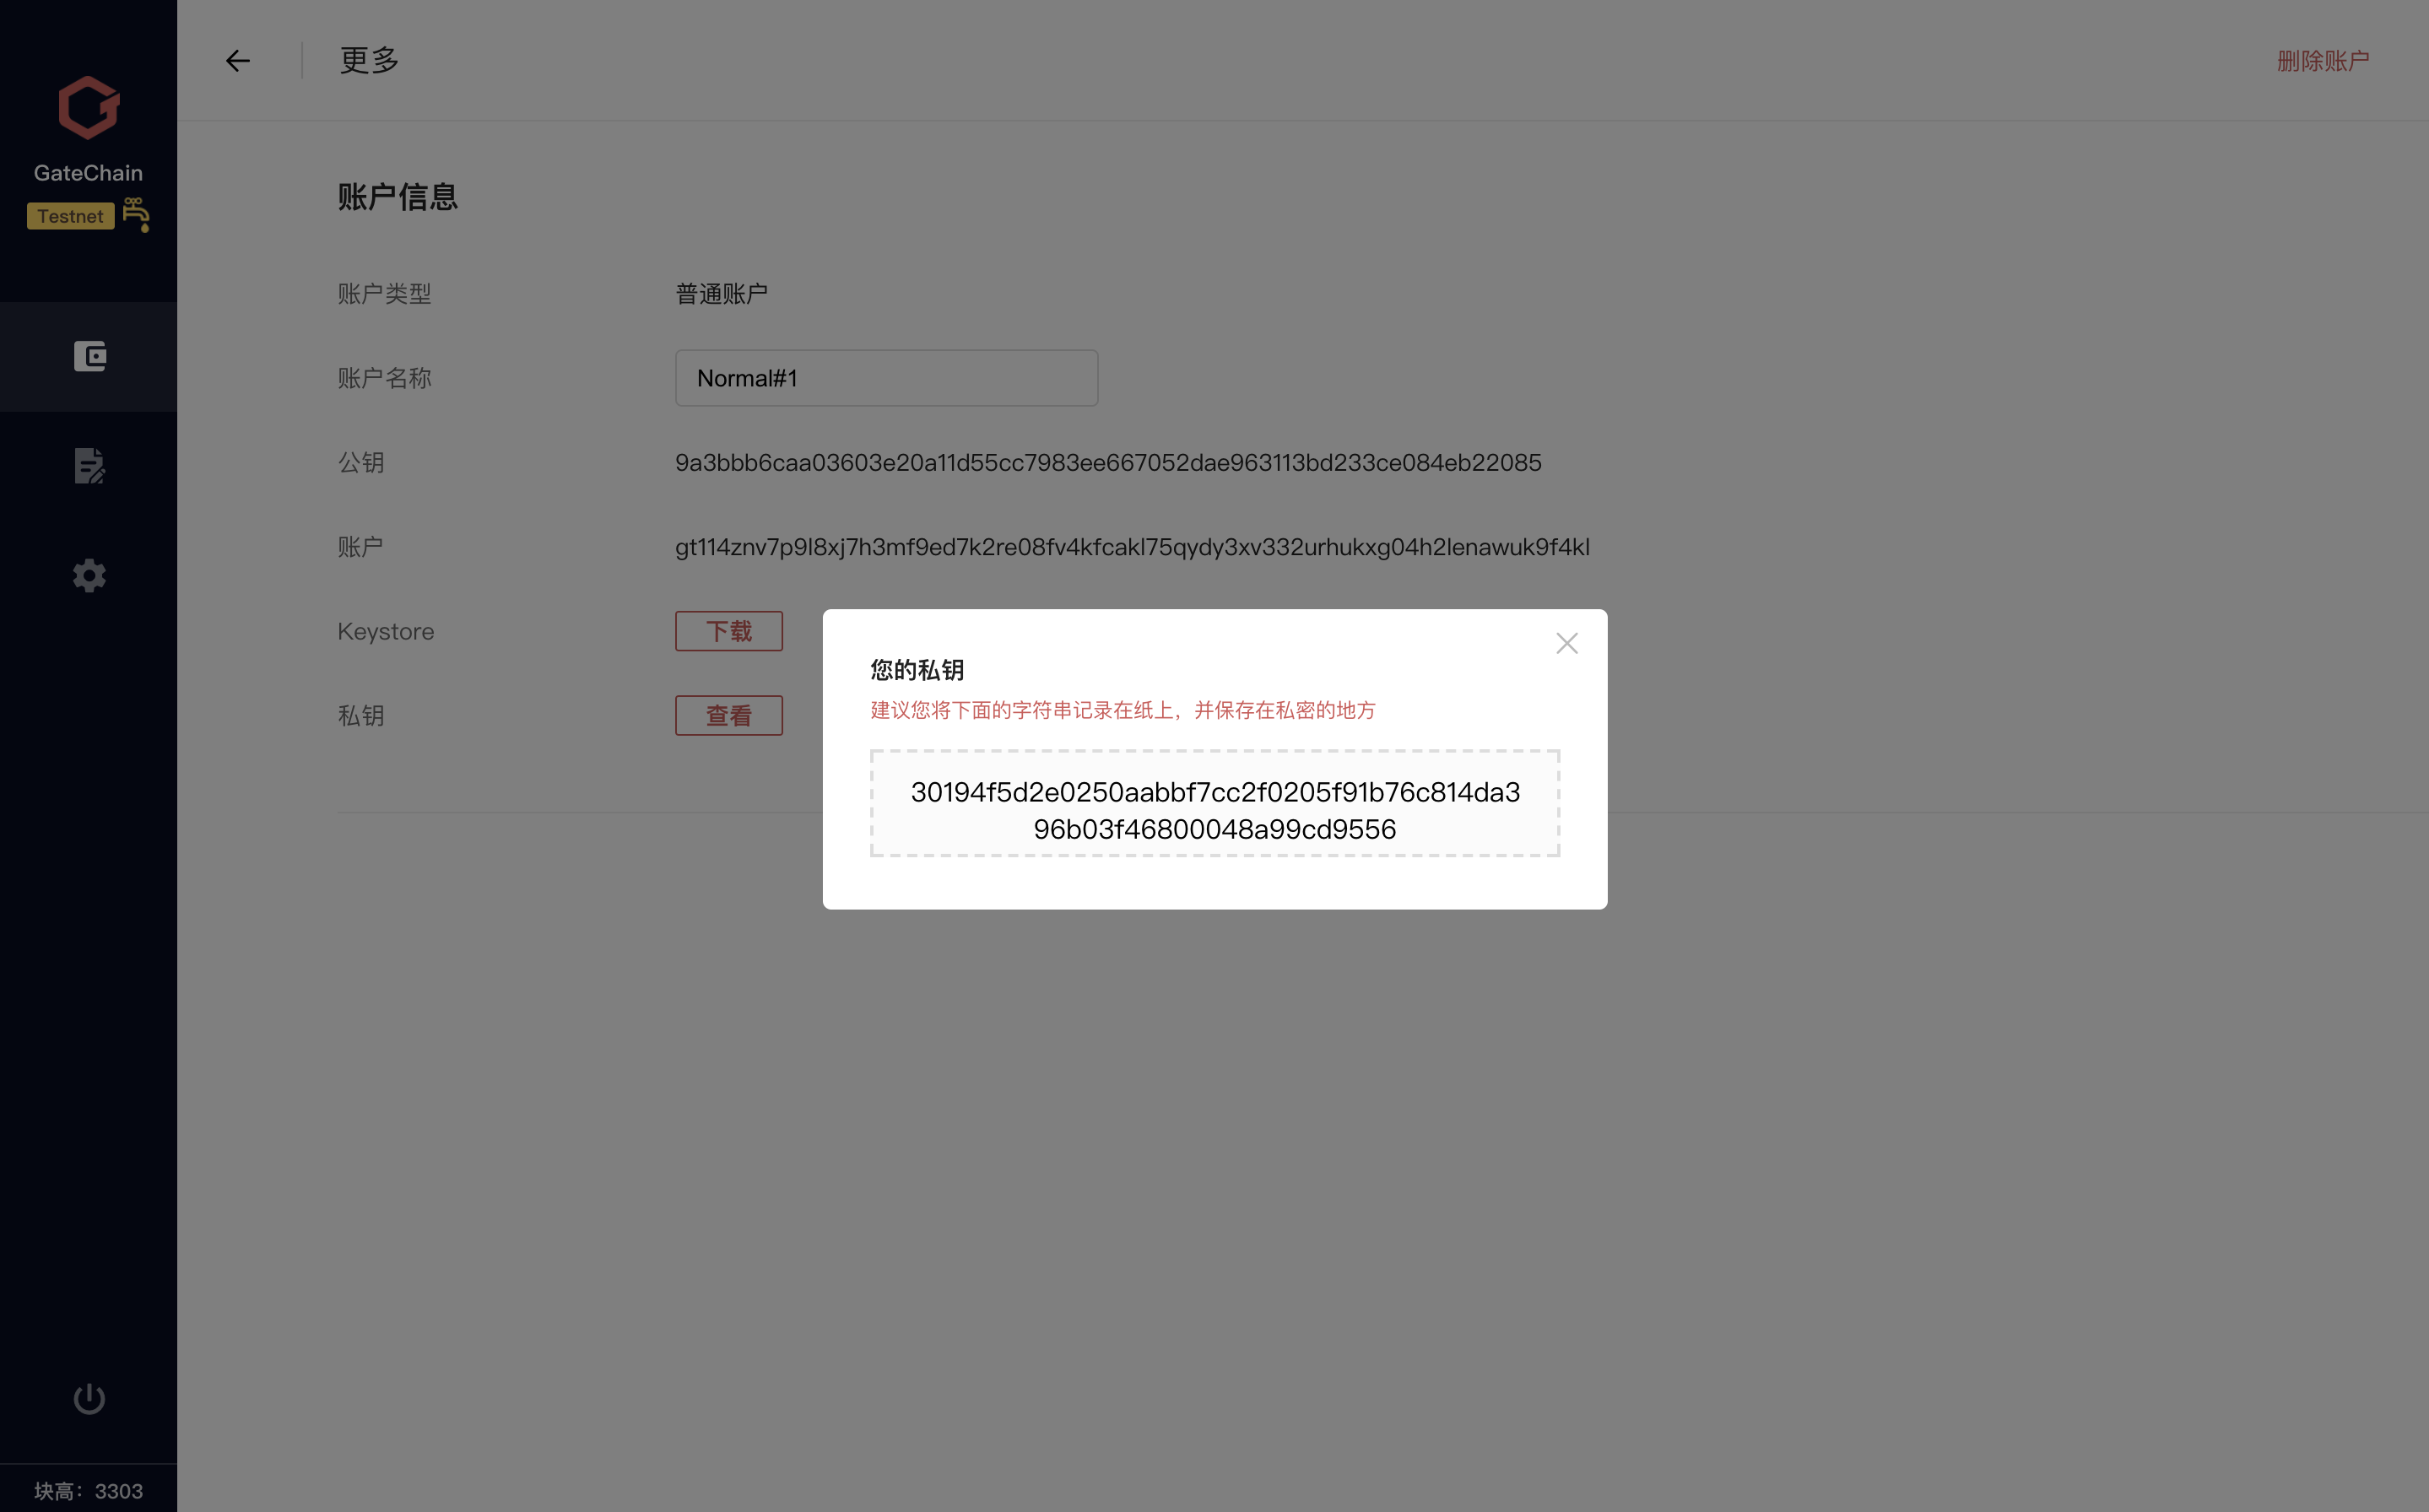 GateChain
Testnet
块高：3303
更多
删除账户
账户信息
账户类型
普通账户
账户名称
Normal#1
公钥
9a3bbb6caa03603e20a11d55cc7983ee667052dae963113bd233ce084eb22085
账户
gt114znv7p9l8xj7h3mf9ed7k2re08fv4kfcakl75qydy3xv332urhukxg04h2lenawuk9f4kl
Keystore
下载
私钥
查看
您的私钥
建议您将下面的字符串记录在纸上，并保存在私密的地方
30194f5d2e0250aabbf7cc2f0205f91b76c814da3
96b03f46800048a99cd9556